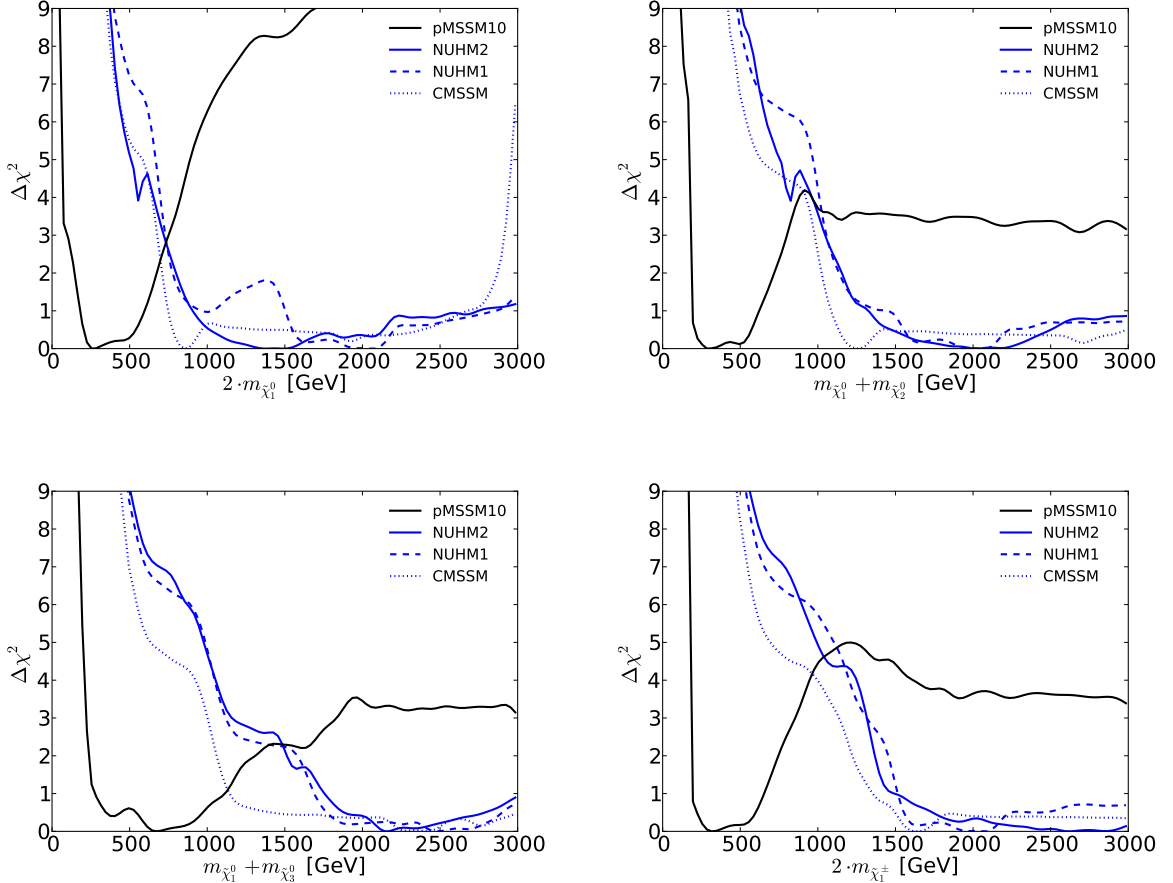 9
8
7
6
5
4
3
2
1
0
Δχ²
0 500 1000 1500 2000 2500 3000
2 · m_χ̃₁⁰ [GeV]
pMSSM10
NUHM2
NUHM1
CMSSM
9
8
7
6
5
4
3
2
1
0
Δχ²
0 500 1000 1500 2000 2500 3000
m_χ̃₁⁰ + m_χ̃₂⁰ [GeV]
pMSSM10
NUHM2
NUHM1
CMSSM
9
8
7
6
5
4
3
2
1
0
Δχ²
0 500 1000 1500 2000 2500 3000
m_χ̃₁⁰ + m_χ̃₃⁰ [GeV]
pMSSM10
NUHM2
NUHM1
CMSSM
9
8
7
6
5
4
3
2
1
0
Δχ²
0 500 1000 1500 2000 2500 3000
2 · m_χ̃₁± [GeV]
pMSSM10
NUHM2
NUHM1
CMSSM